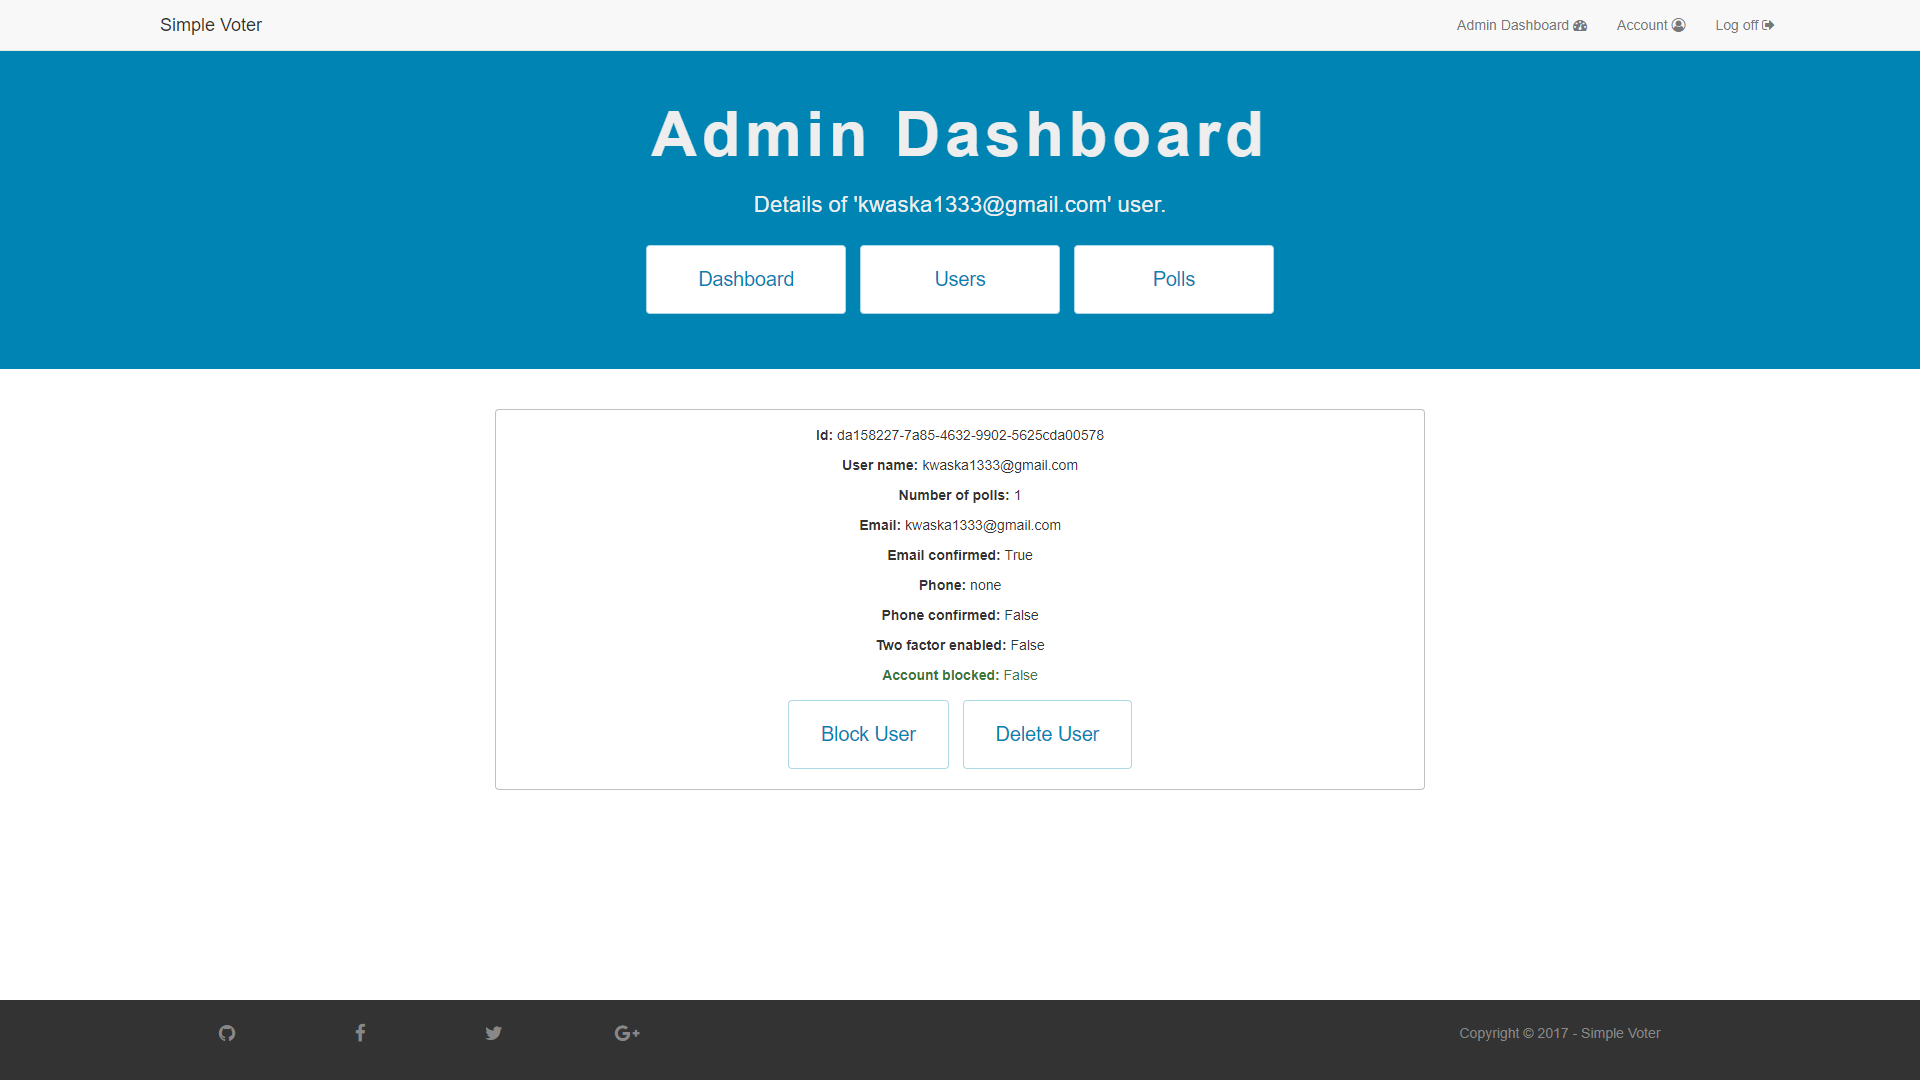 Simple Voter
Admin Dashboard
Account
Log off
Admin Dashboard
Details of 'kwaska1333@gmail.com' user.
Dashboard
Users
Polls
Id: da158227-7a85-4632-9902-5625cda00578
User name: kwaska1333@gmail.com
Number of polls: 1
Email: kwaska1333@gmail.com
Email confirmed: True
Phone: none
Phone confirmed: False
Two factor enabled: False
Account blocked: False
Block User
Delete User
Copyright © 2017 - Simple Voter